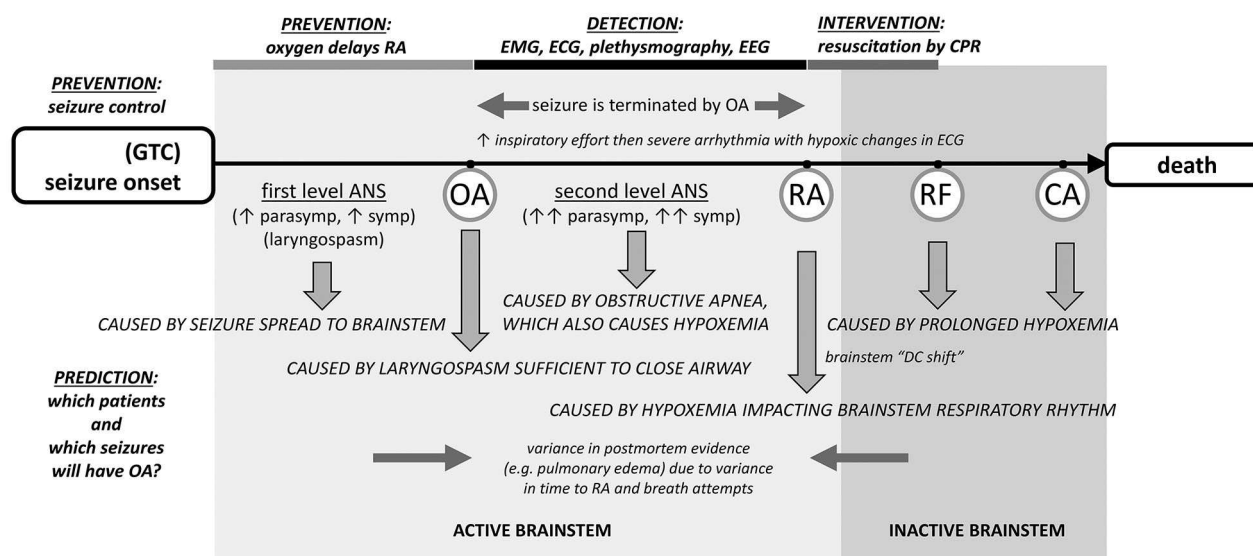 PREVENTION:
oxygen delays RA
DETECTION:
EMG, ECG, plethysmography, EEG
INTERVENTION:
resuscitation by CPR
PREVENTION:
seizure control
seizure is terminated by OA
↑ inspiratory effort then severe arrhythmia with hypoxic changes in ECG
(GTC)
seizure onset
death
first level ANS
(↑ parasymp, ↑ symp)
(laryngospasm)
OA
second level ANS
(↑↑ parasymp, ↑↑ symp)
RA
RF
CA
CAUSED BY SEIZURE SPREAD TO BRAINSTEM
CAUSED BY OBSTRUCTIVE APNEA,
WHICH ALSO CAUSES HYPOXEMIA
CAUSED BY PROLONGED HYPOXEMIA
CAUSED BY LARYNGOSPASM SUFFICIENT TO CLOSE AIRWAY
brainstem “DC shift”
CAUSED BY HYPOXEMIA IMPACTING BRAINSTEM RESPIRATORY RHYTHM
PREDICTION:
which patients
and
which seizures
will have OA?
variance in postmortem evidence
(e.g. pulmonary edema) due to variance
in time to RA and breath attempts
ACTIVE BRAINSTEM
INACTIVE BRAINSTEM